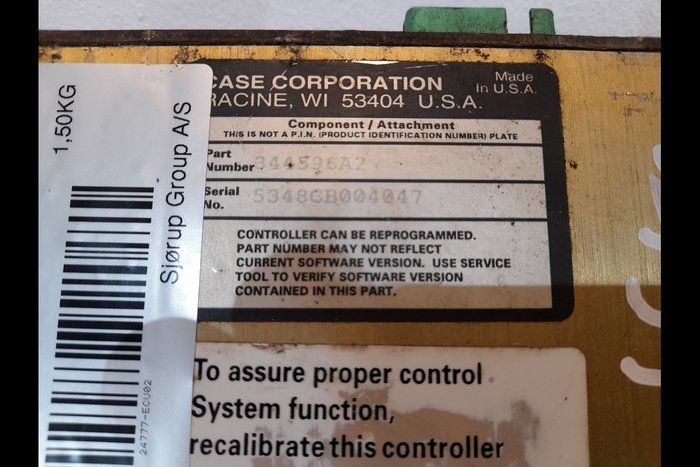 1,50KG
Sjørup Group A/S
24777-ECU02
CASE CORPORATION
RACINE, WI 53404 U.S.A.
Made
In U.S.A.
Component / Attachment
THIS IS NOT A P.I.N. (PRODUCT IDENTIFICATION NUMBER) PLATE
Part
Number 344596A2
Serial
No. 5348GB004047
CONTROLLER CAN BE REPROGRAMMED.
PART NUMBER MAY NOT REFLECT
CURRENT SOFTWARE VERSION. USE SERVICE
TOOL TO VERIFY SOFTWARE VERSION
CONTAINED IN THIS PART.
To assure proper control
System function,
recalibrate this controller